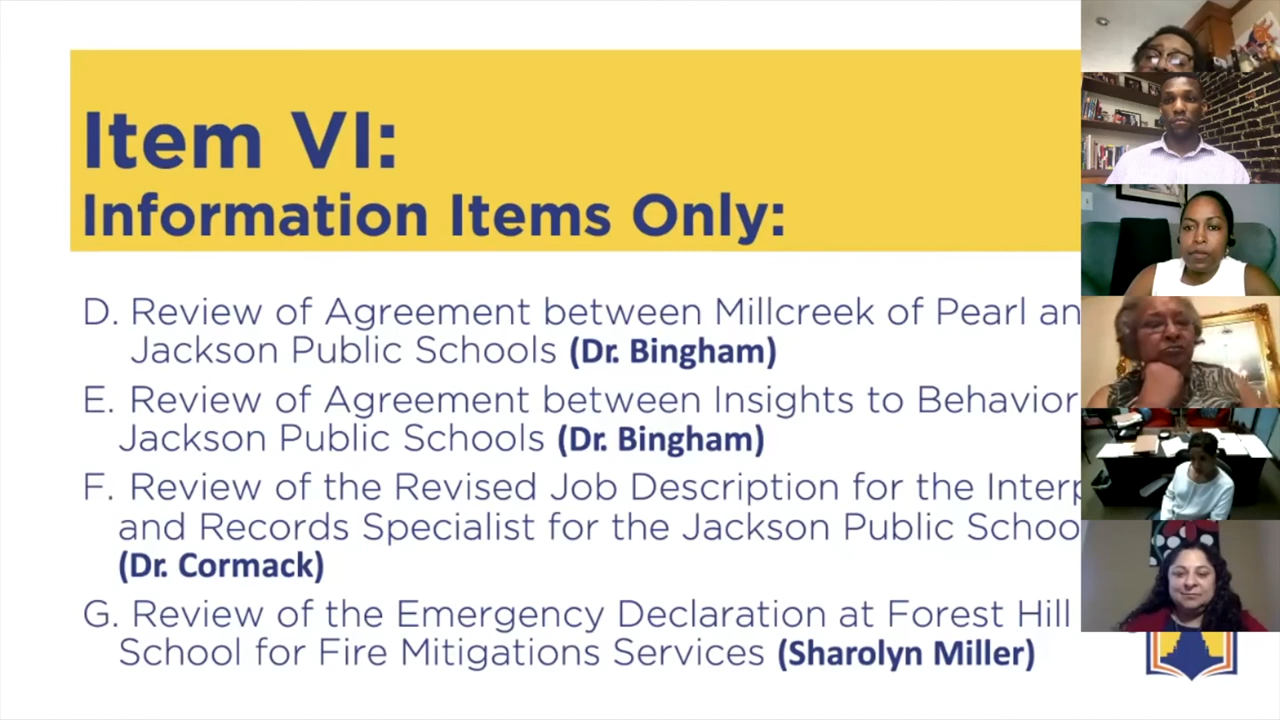 Item VI:
Information Items Only:
D. Review of Agreement between Millcreek of Pearl an
Jackson Public Schools (Dr. Bingham)
E. Review of Agreement between Insights to Behavior
Jackson Public Schools (Dr. Bingham)
F. Review of the Revised Job Description for the Interp
and Records Specialist for the Jackson Public Schoo
(Dr. Cormack)
G. Review of the Emergency Declaration at Forest Hill
School for Fire Mitigations Services (Sharolyn Miller)